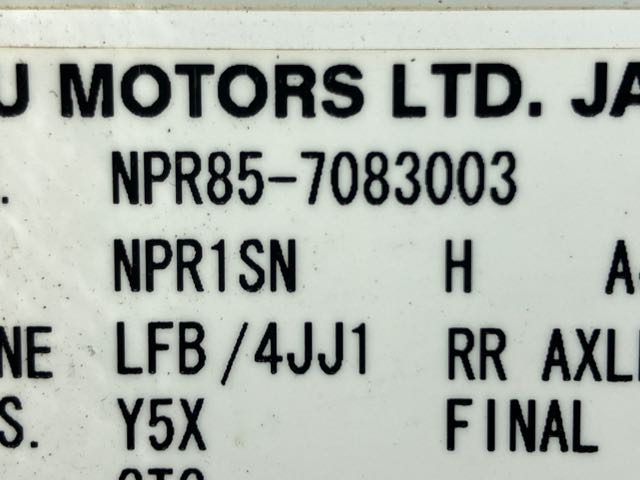 U MOTORS LTD. JA
. NPR85-7083003
NPR1SN H A
NE LFB/4JJ1 RR AXL
S. Y5X FINAL